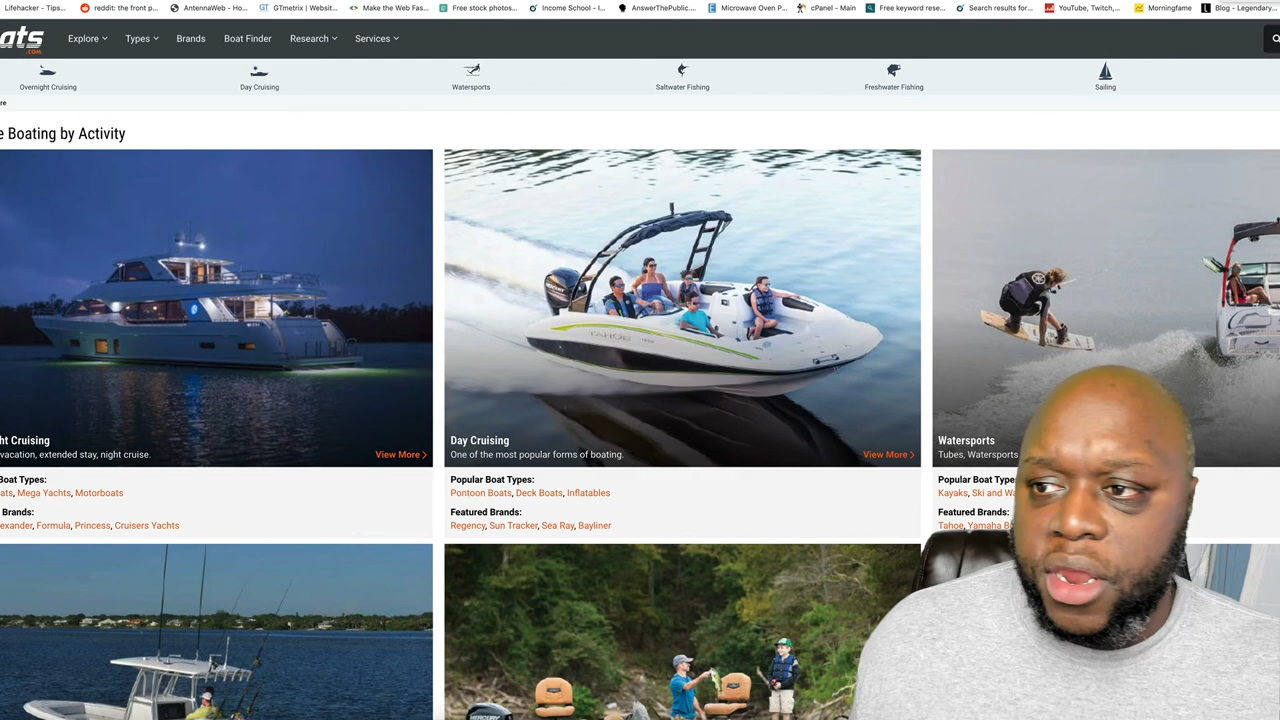 Lifehacker - Tips... reddit: the front p... AntennaWeb - Ho... GTmetrix | Websit... Make the Web Fas... Free stock photos... Income School - I... AnswerThePublic.... Microwave Oven P... cPanel - Main Free keyword rese... Search results for... YouTube, Twitch,... Morningfame Blog - Legendary...
ats .COM Explore Types Brands Boat Finder Research Services
Overnight Cruising Day Cruising Watersports Saltwater Fishing Freshwater Fishing Sailing
re
e Boating by Activity
TAHOE
ht Cruising
vacation, extended stay, night cruise. View More >
Boat Types:
ats, Mega Yachts, Motorboats
Brands:
exander, Formula, Princess, Cruisers Yachts
Day Cruising
One of the most popular forms of boating. View More >
Popular Boat Types:
Pontoon Boats, Deck Boats, Inflatables
Featured Brands:
Regency, Sun Tracker, Sea Ray, Bayliner
Watersports
Tubes, Watersports
Popular Boat Type
Kayaks, Ski and Wa
Featured Brands:
Tahoe, Yamaha B
MERCURY